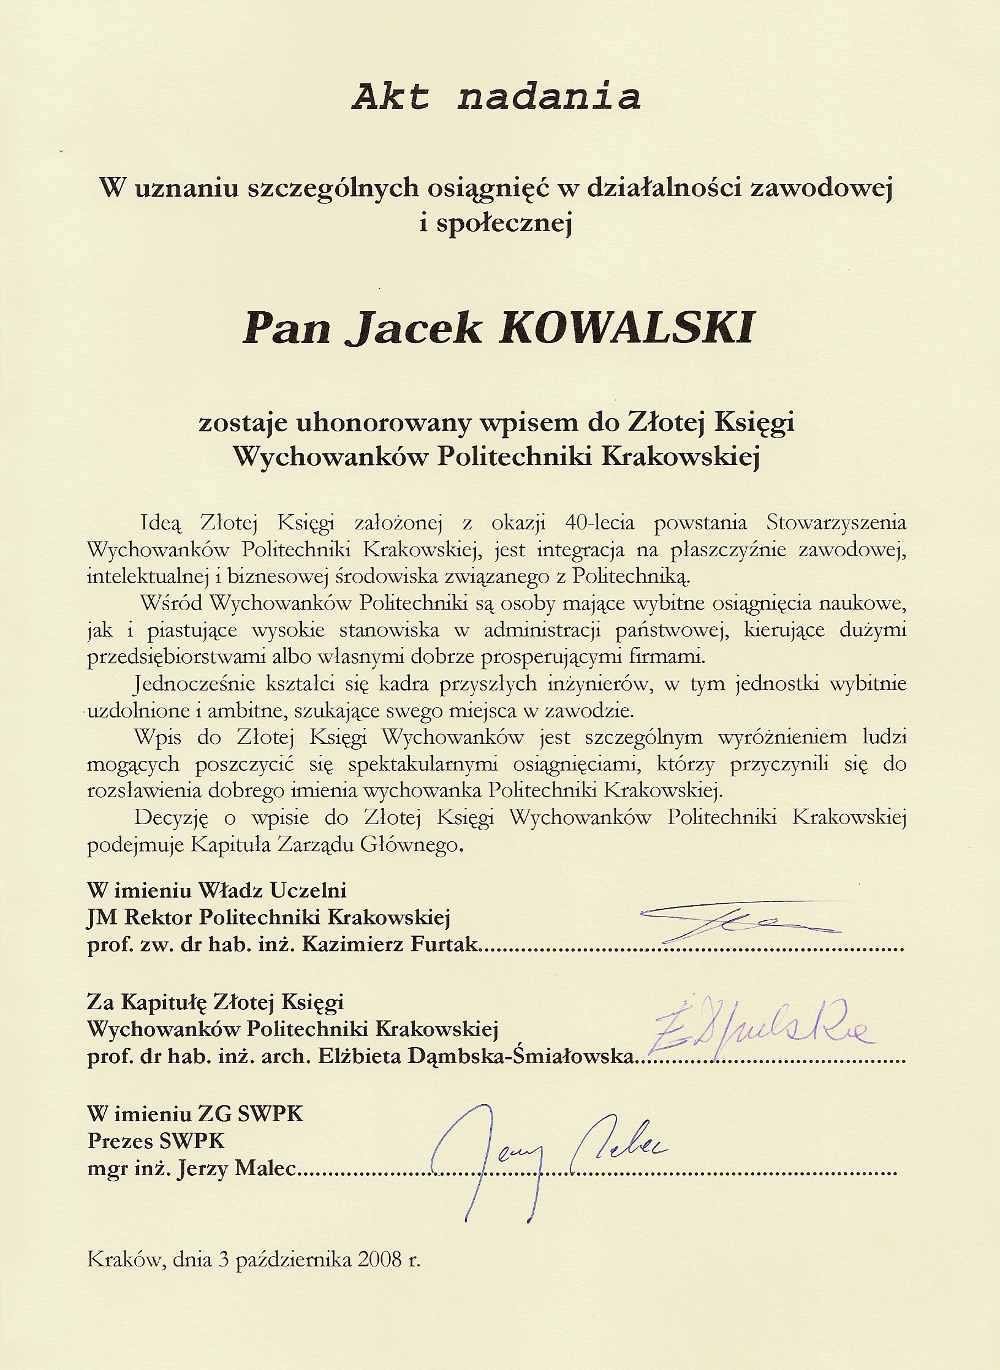 Akt nadania
W uznaniu szczególnych osiągnięć w działalności zawodowej
i społecznej
Pan Jacek KOWALSKI
zostaje uhonorowany wpisem do Złotej Księgi
Wychowanków Politechniki Krakowskiej
Ideą Złotej Księgi założonej z okazji 40-lecia powstania Stowarzyszenia
Wychowanków Politechniki Krakowskiej, jest integracja na płaszczyźnie zawodowej,
intelektualnej i biznesowej środowiska związanego z Politechniką.
Wśród Wychowanków Politechniki są osoby mające wybitne osiągnięcia naukowe,
jak i piastujące wysokie stanowiska w administracji państwowej, kierujące dużymi
przedsiębiorstwami albo własnymi dobrze prosperującymi firmami.
Jednocześnie kształci się kadra przyszłych inżynierów, w tym jednostki wybitnie
uzdolnione i ambitne, szukające swego miejsca w zawodzie.
Wpis do Złotej Księgi Wychowanków jest szczególnym wyróżnieniem ludzi
mogących poszczycić się spektakularnymi osiągnięciami, którzy przyczynili się do
rozsławienia dobrego imienia wychowanka Politechniki Krakowskiej.
Decyzję o wpisie do Złotej Księgi Wychowanków Politechniki Krakowskiej
podejmuje Kapituła Zarządu Głównego.
W imieniu Władz Uczelni
JM Rektor Politechniki Krakowskiej
prof. zw. dr hab. inż. Kazimierz Furtak
Za Kapitułę Złotej Księgi
Wychowanków Politechniki Krakowskiej
prof. dr hab. inż. arch. Elżbieta Dąmbska-Śmiałowska
W imieniu ZG SWPK
Prezes SWPK
mgr inż. Jerzy Malec Jerzy Malec
Kraków, dnia 3 października 2008 r.